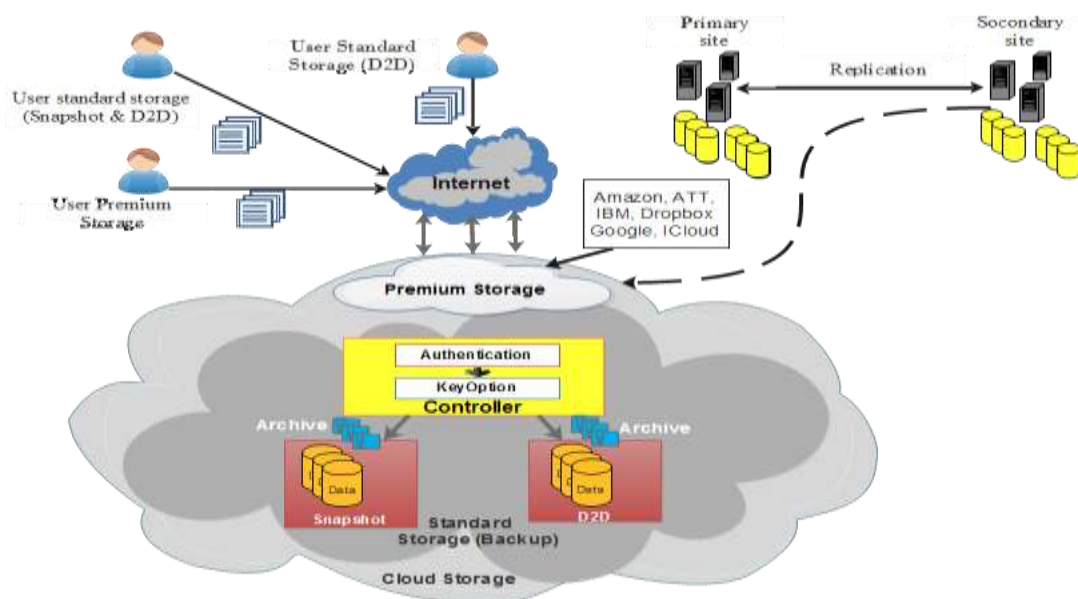 User Standard
Storage (D2D)
Primary
site
Socondary
site
Replication
User standard storage
(Snapshot & D2D)
User Premium
Storage
Internet
Amazon, ATT,
IBM, Dropbox
Google, ICloud
Premium Storage
Authentication
KeyOption
Controller
Archive
Archive
Data
Data
Snapshot
D2D
Standard
Storage (Backup)
Cloud Storage